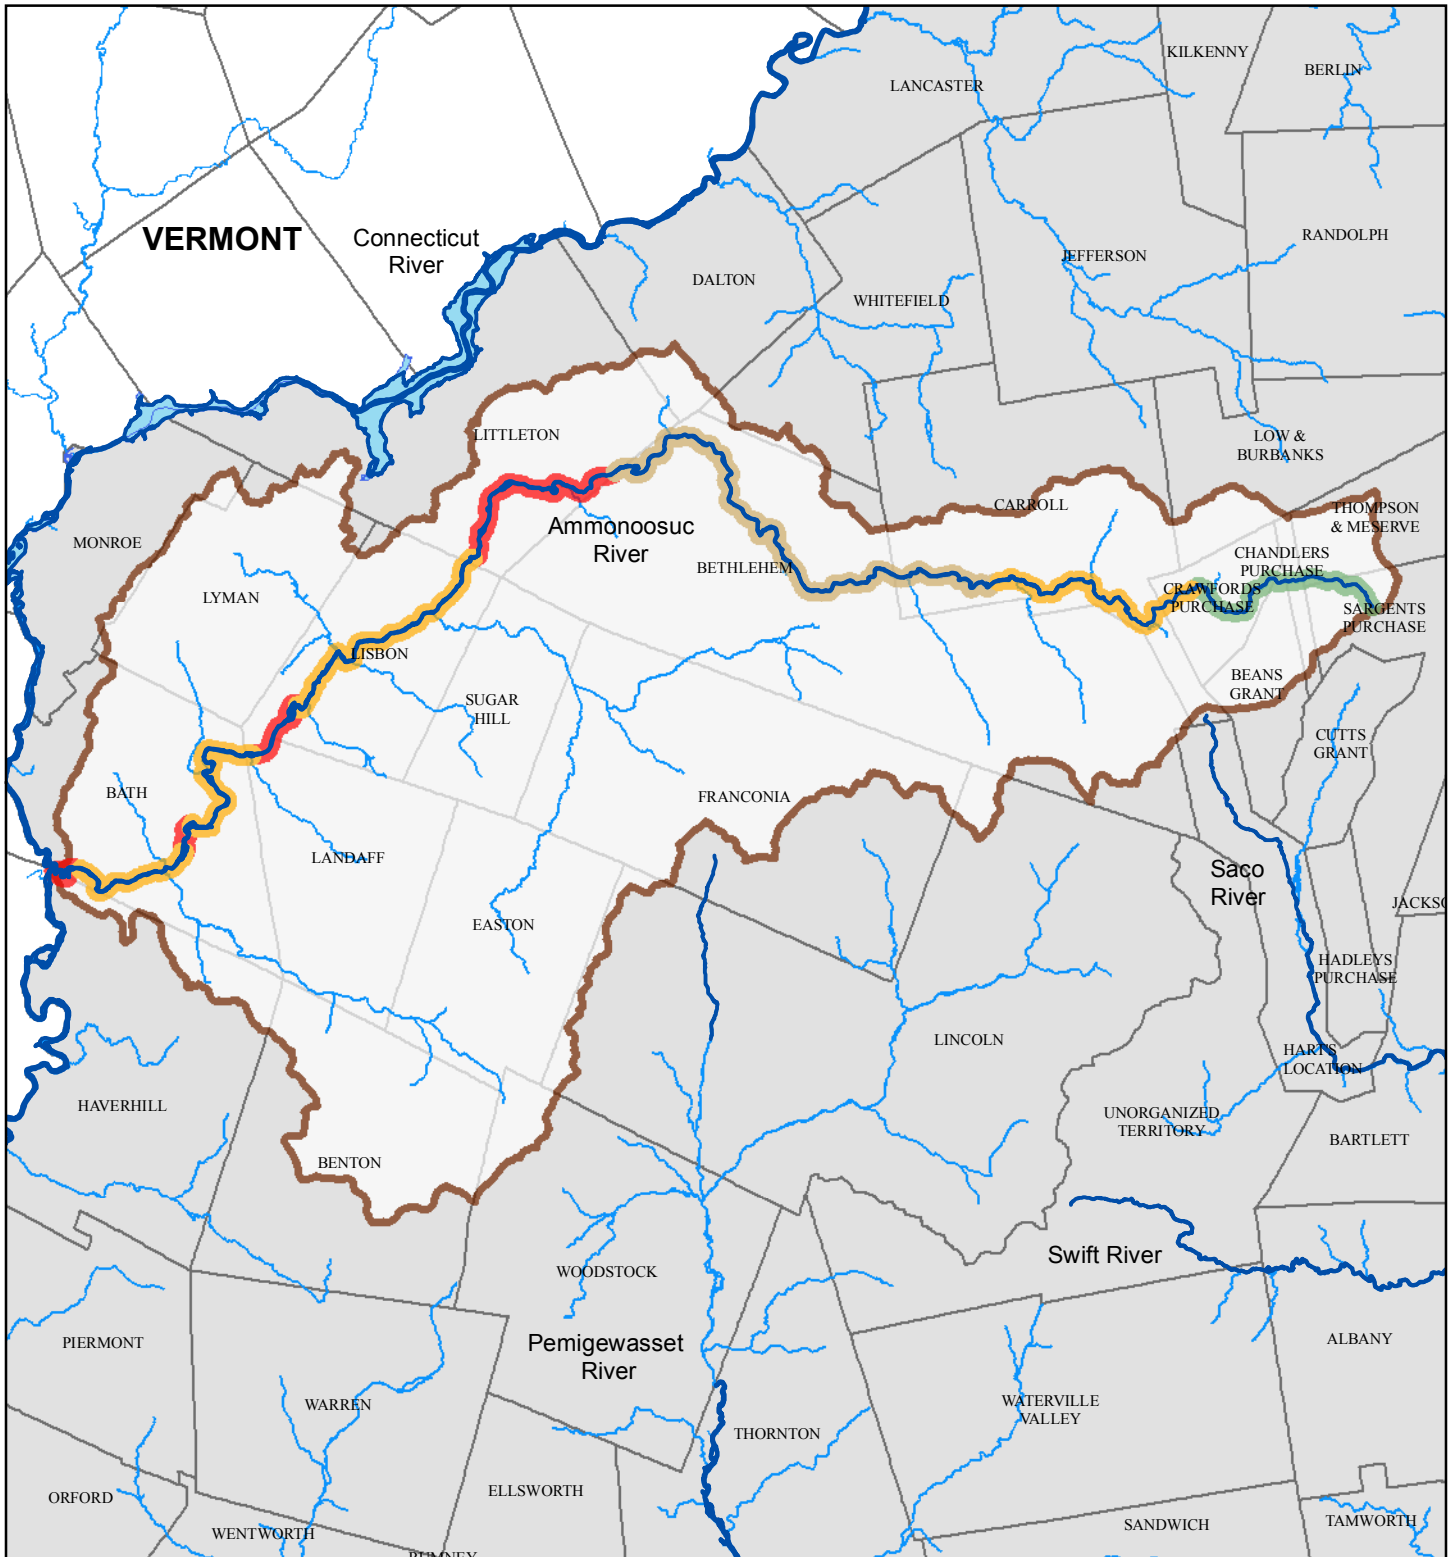 KILKENNY
BERLIN
LANCASTER
VERMONT
Connecticut
River
RANDOLPH
JEFFERSON
DALTON
WHITEFIELD
LITTLETON
LOW &
BURBANKS
CARROLL
THOMPSON
& MESERVE
MONROE
Ammonoosuc
River
BETHLEHEM
CHANDLERS
PURCHASE
CRAWFORDS
PURCHASE
SARGENTS
PURCHASE
LYMAN
LISBON
SUGAR
HILL
BEANS
GRANT
CUTTS
GRANT
BATH
FRANCONIA
LANDAFF
Saco
River
EASTON
JACKSO
HADLEYS
PURCHASE
LINCOLN
HART'S
LOCATION
HAVERHILL
UNORGANIZED
TERRITORY
BARTLETT
BENTON
Swift River
WOODSTOCK
PIERMONT
Pemigewasset
River
ALBANY
WARREN
WATERVILLE
VALLEY
THORNTON
ELLSWORTH
ORFORD
WENTWORTH
SANDWICH
TAMWORTH
RUMNEY